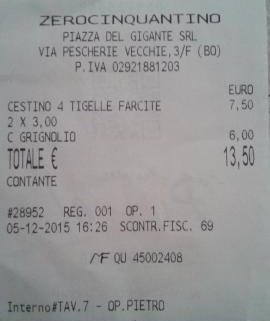 ZEROCINQUANTINO
PIAZZA DEL GIGANTE SRL
VIA PESCHERIE VECCHIE,3/F (BO)
P.IVA 02921881203
EURO
CESTINO 4 TIGELLE FARCITE 7,50
2 X 3,00
C GRIGNOLIO 6,00
TOTALE € 13,50
CONTANTE
#28952 REG. 001 OP. 1
05-12-2015 16:26 SCONTR.FISC. 69
MF QU 45002408
Interno#TAV.7 - OP.PIETRO